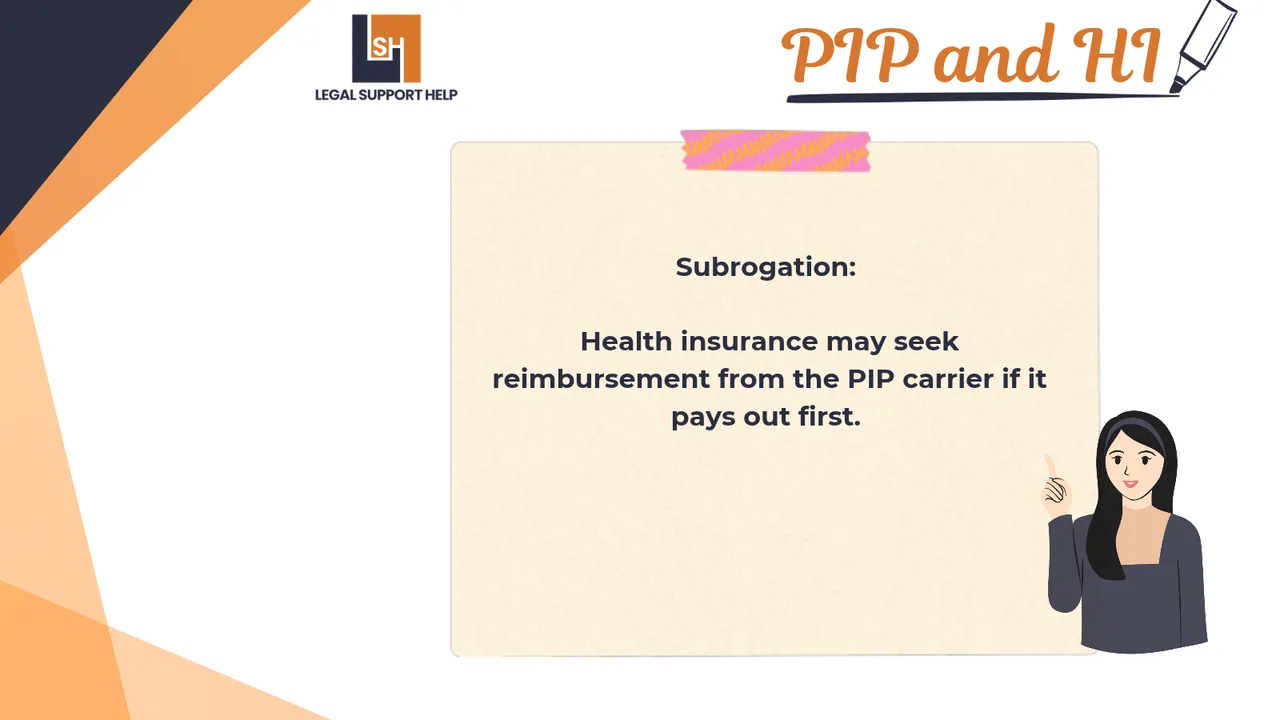 LSH
LEGAL SUPPORT HELP
PIP and HI
Subrogation:
Health insurance may seek
reimbursement from the PIP carrier if it
pays out first.